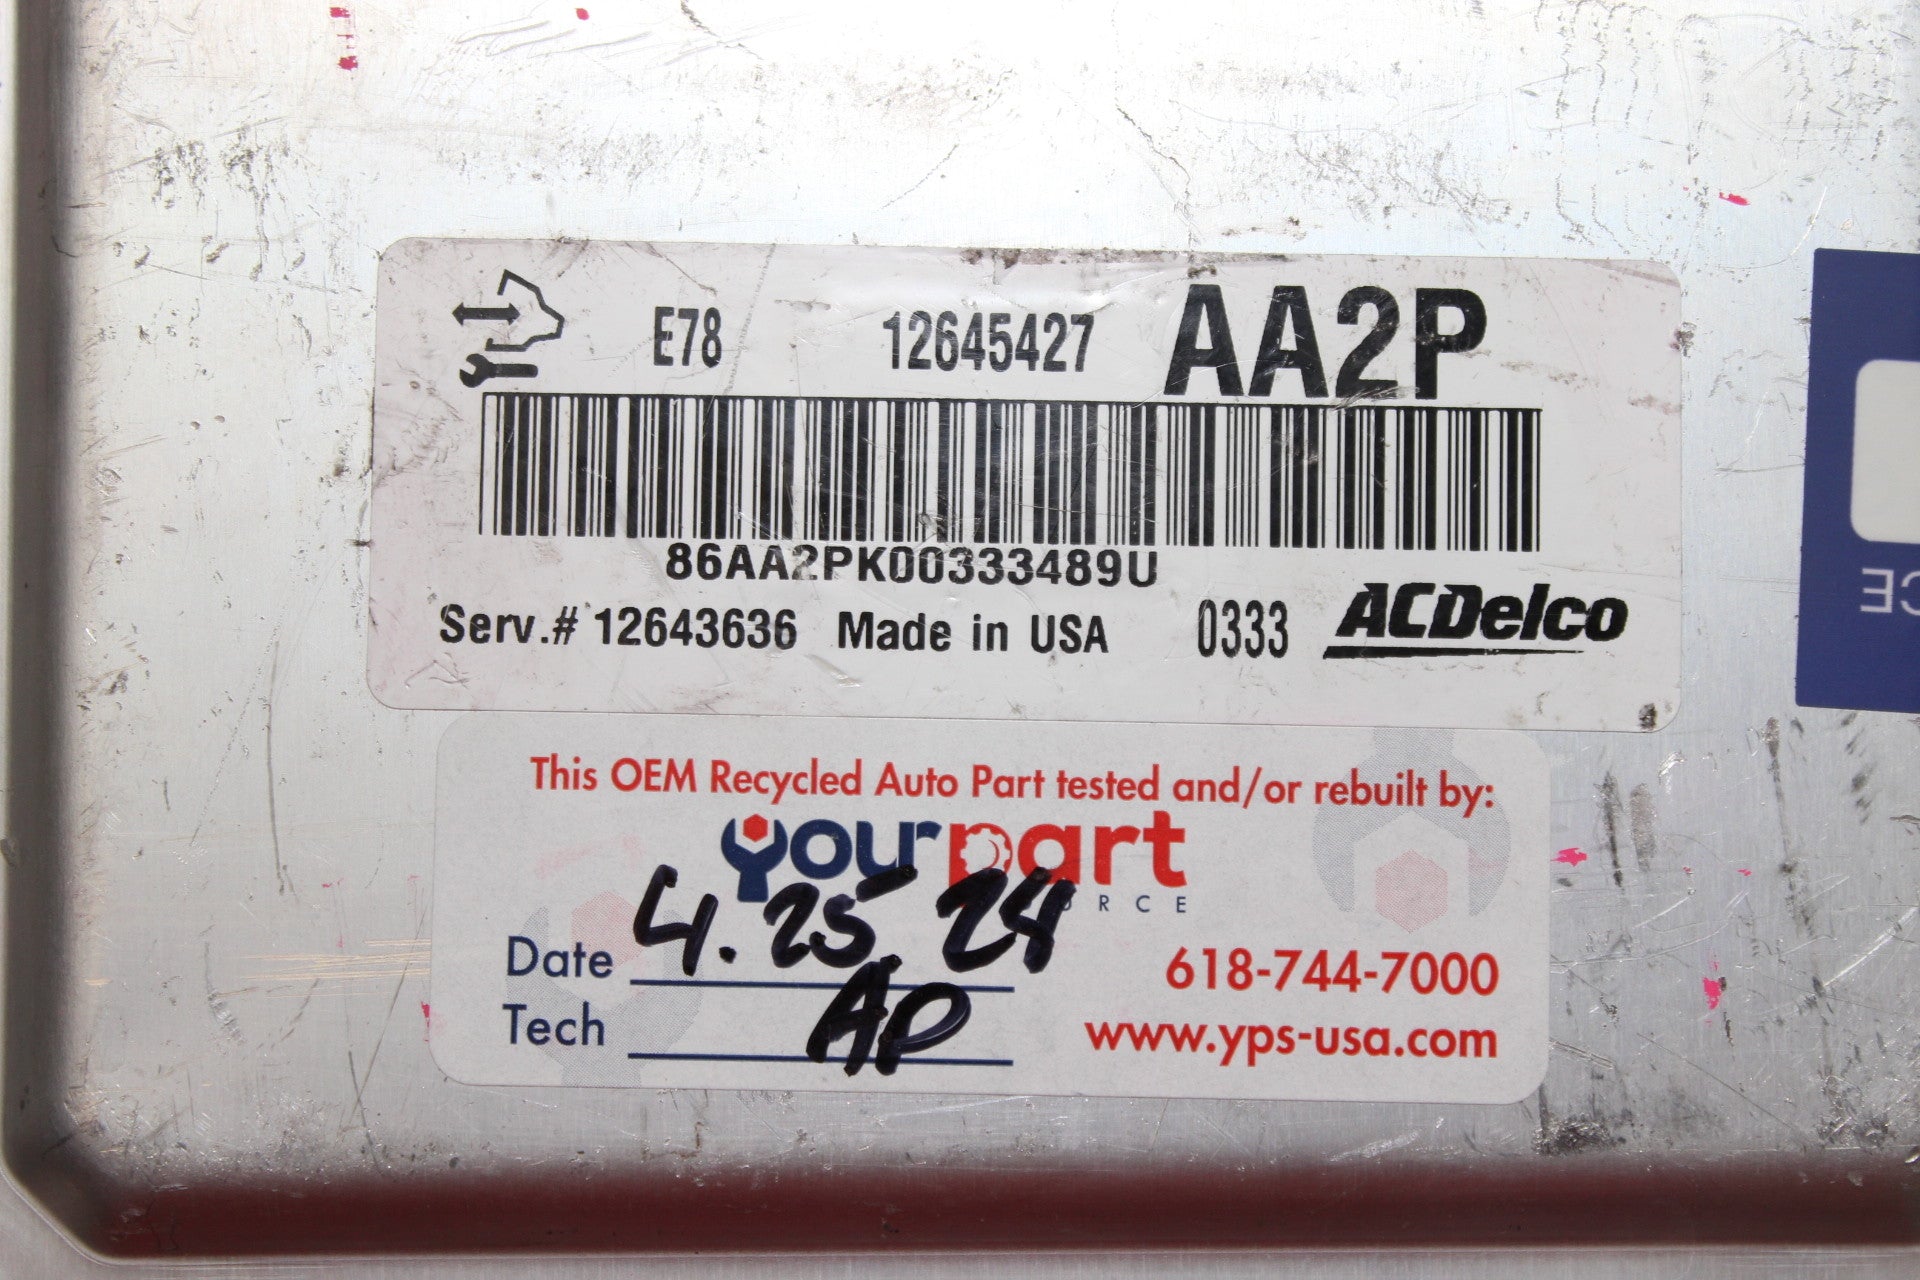 E78 12645427 AA2P
86AA2PK00333489U
Serv.# 12643636 Made in USA 0333 ACDelco
This OEM Recycled Auto Part tested and/or rebuilt by:
yourpart
4.25.24
Date 618-744-7000
Tech AP www.yps-usa.com